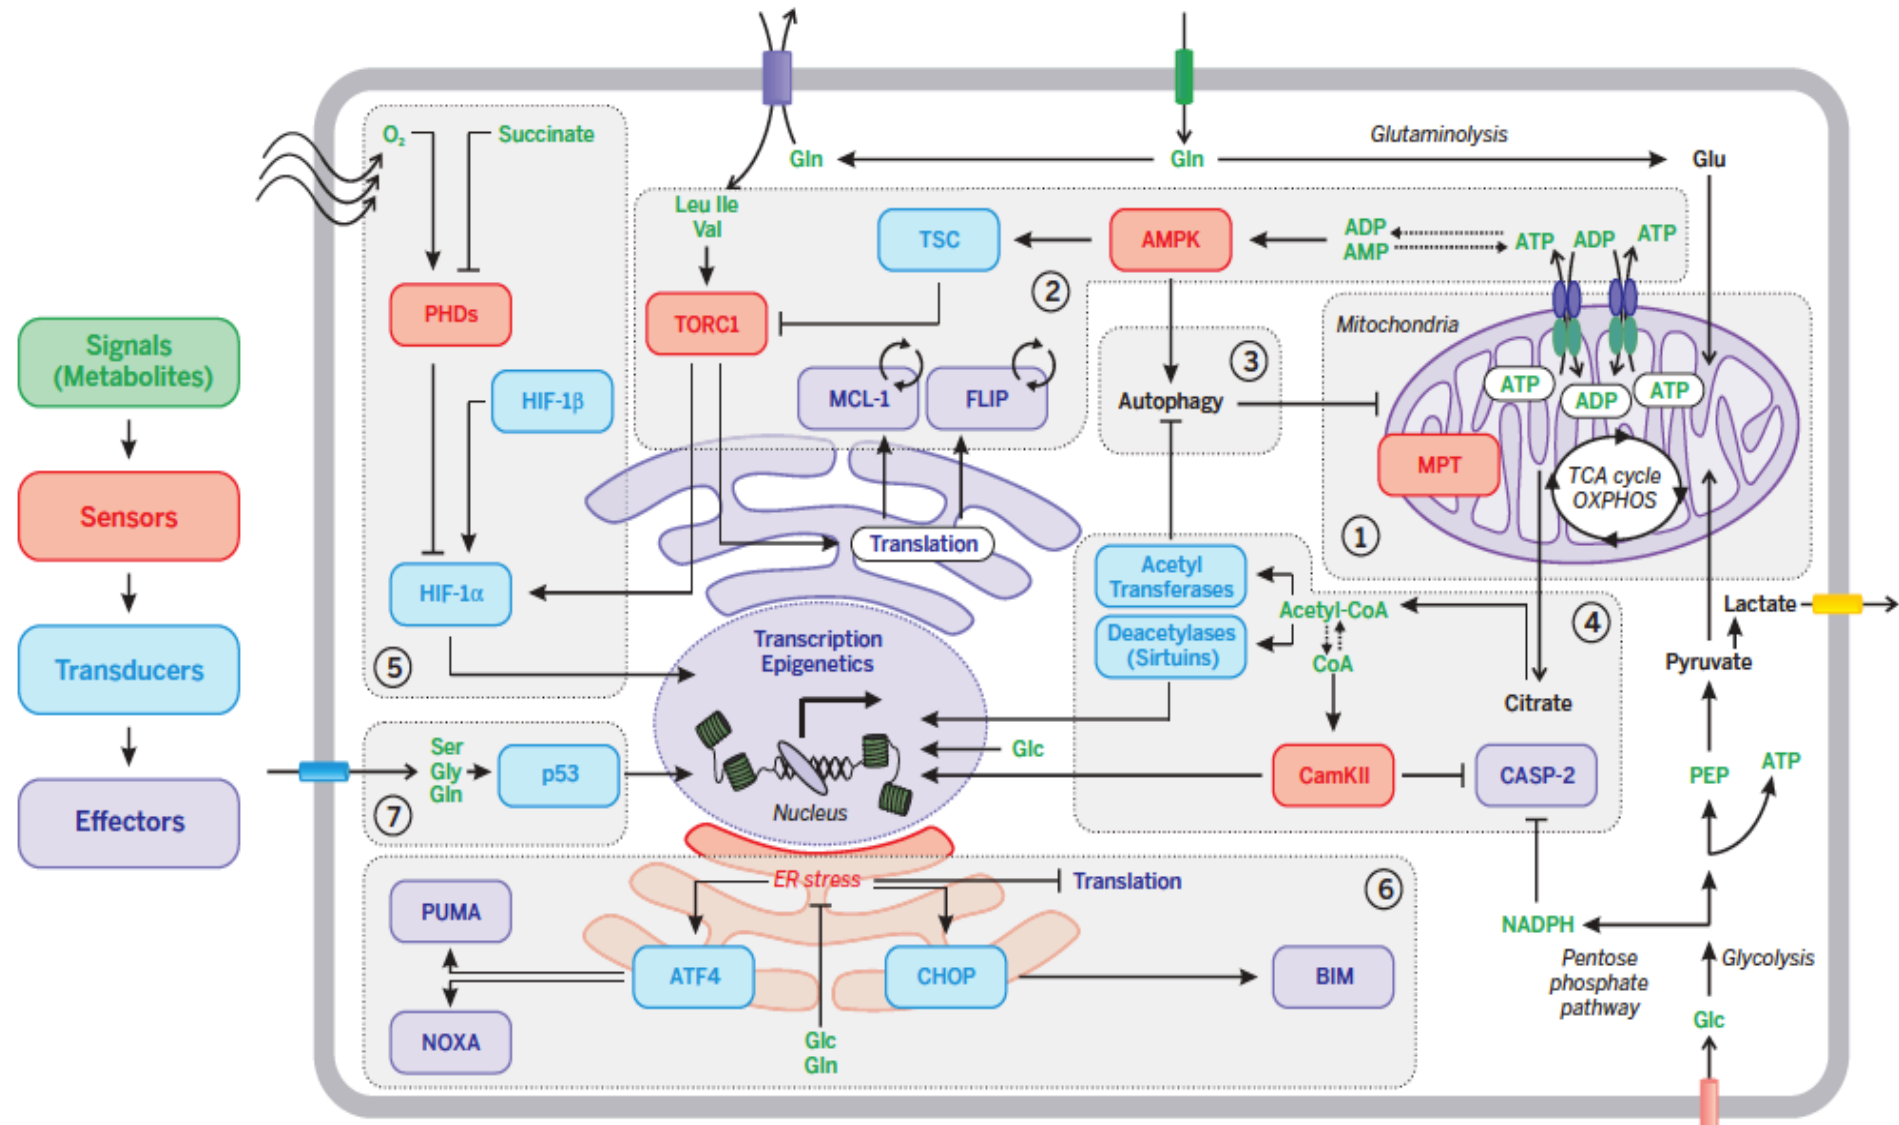 Signals
(Metabolites)
Sensors
Transducers
Effectors
O₂
Succinate
PHDs
HIF-1β
HIF-1α
5
Gln
Gln
Glutaminolysis
Glu
Leu Ile
Val
TORC1
TSC
AMPK
ADP
AMP
ATP
ADP
ATP
2
MCL-1
FLIP
Translation
3
Autophagy
Mitochondria
ATP
ADP
ATP
MPT
TCA cycle
OXPHOS
1
Acetyl
Transferases
Deacetylases
(Sirtuins)
Acetyl-CoA
CoA
4
Citrate
CamKII
CASP-2
Lactate
Pyruvate
PEP
ATP
NADPH
Pentose
phosphate
pathway
Glycolysis
Glc
Transcription
Epigenetics
Nucleus
Glc
Ser
Gly
Gln
p53
7
ER stress
Translation
6
PUMA
NOXA
ATF4
CHOP
BIM
Glc
Gln